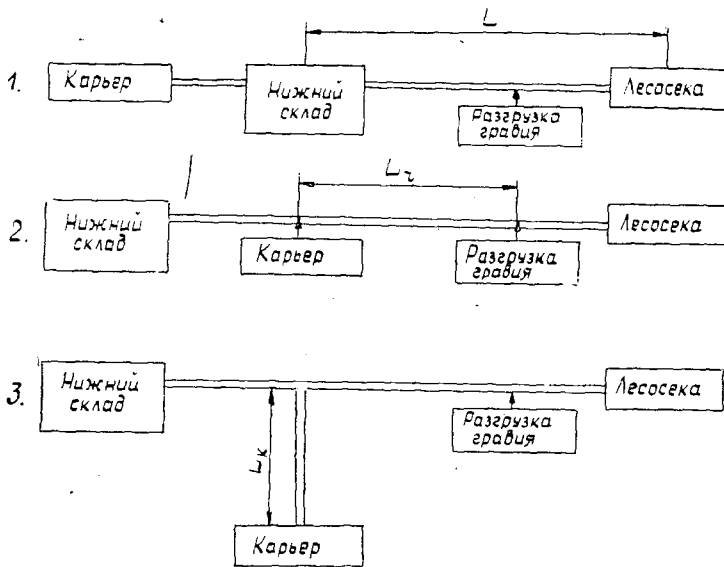 L
1.
Карьер
Нижний
склад
Разгрузка
гравия
Лесосека
2.
Нижний
склад
Lг
Карьер
Разгрузка
гравия
Лесосека
3.
Нижний
склад
Lк
Карьер
Разгрузка
гравия
Лесосека